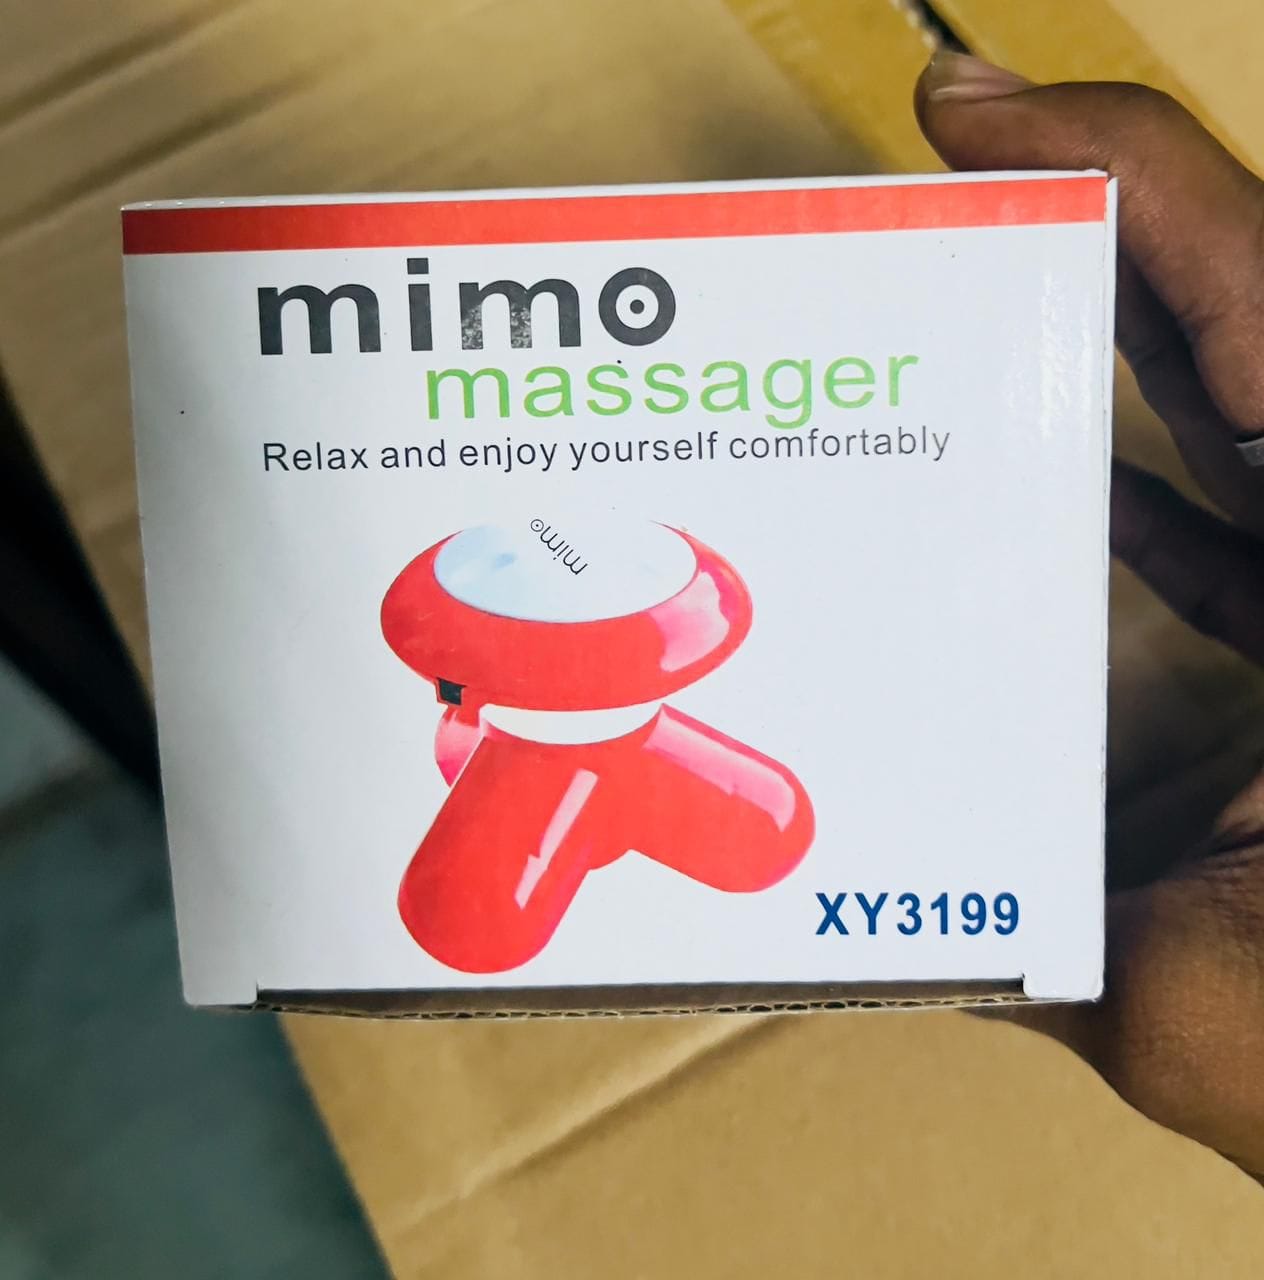 mimo
massager
Relax and enjoy yourself comfortably
mimo
XY3199